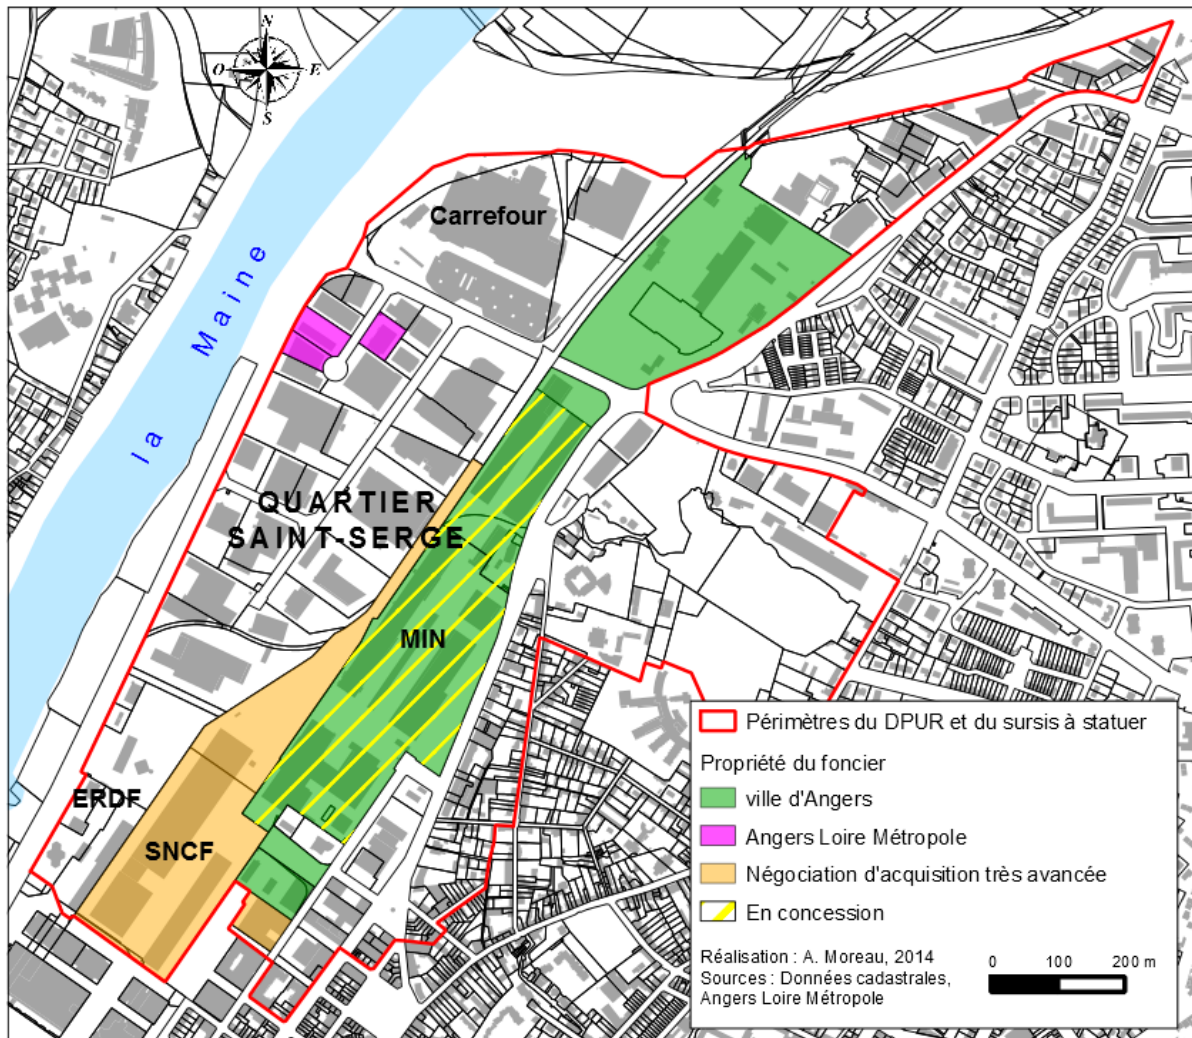 N
O E
S
Carrefour
la Maine
QUARTIER
SAINT-SERGE
MIN
ERDF
SNCF
Périmètres du DPUR et du sursis à statuer
Propriété du foncier
ville d'Angers
Angers Loire Métropole
Négociation d'acquisition très avancée
En concession
Réalisation : A. Moreau, 2014
Sources : Données cadastrales,
Angers Loire Métropole
0 100 200 m